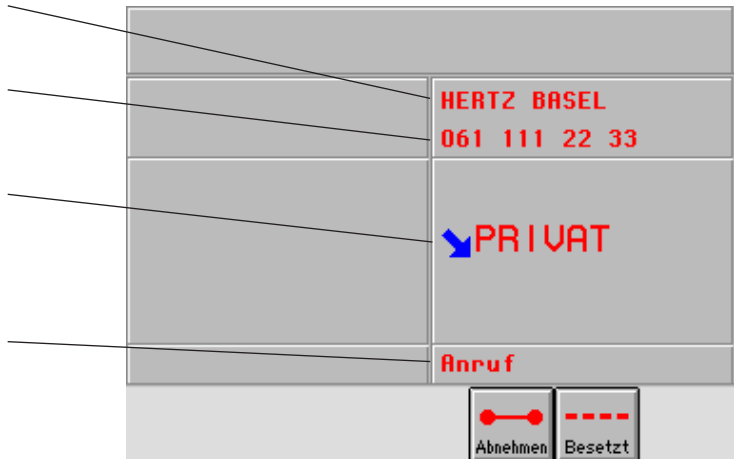 HERTZ BASEL
061 111 22 33
PRIVAT
Anruf
Abnehmen Besetzt